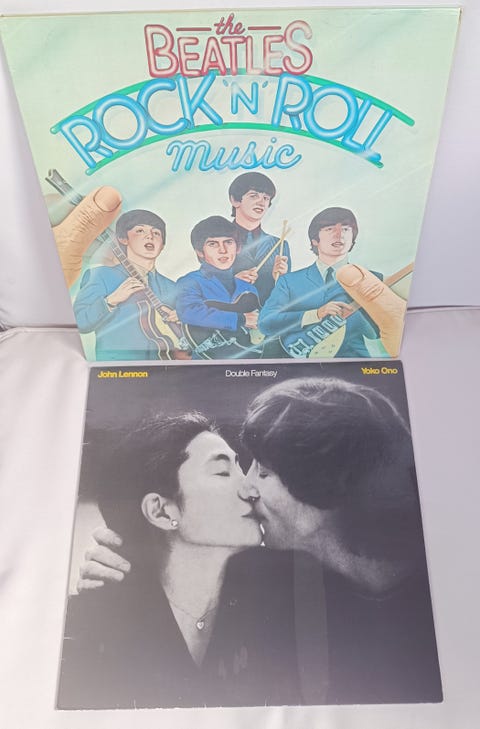 the
BEATLES
ROCK 'N' ROLL
music
John Lennon Double Fantasy Yoko Ono